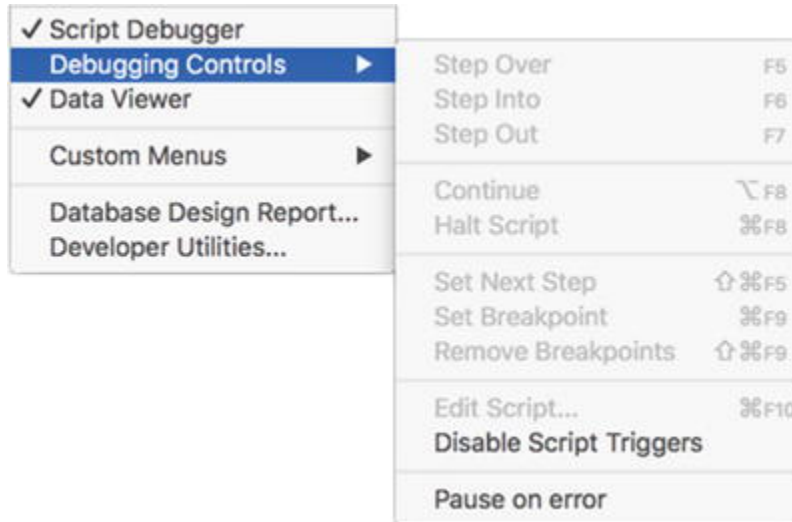 ✓ Script Debugger
Debugging Controls ▶
✓ Data Viewer
Custom Menus ▶
Database Design Report...
Developer Utilities...
Step Over F5
Step Into F6
Step Out F7
Continue ⌥F8
Halt Script ⌘F8
Set Next Step ⇧⌘F5
Set Breakpoint ⌘F9
Remove Breakpoints ⇧⌘F9
Edit Script... ⌘F10
Disable Script Triggers
Pause on error